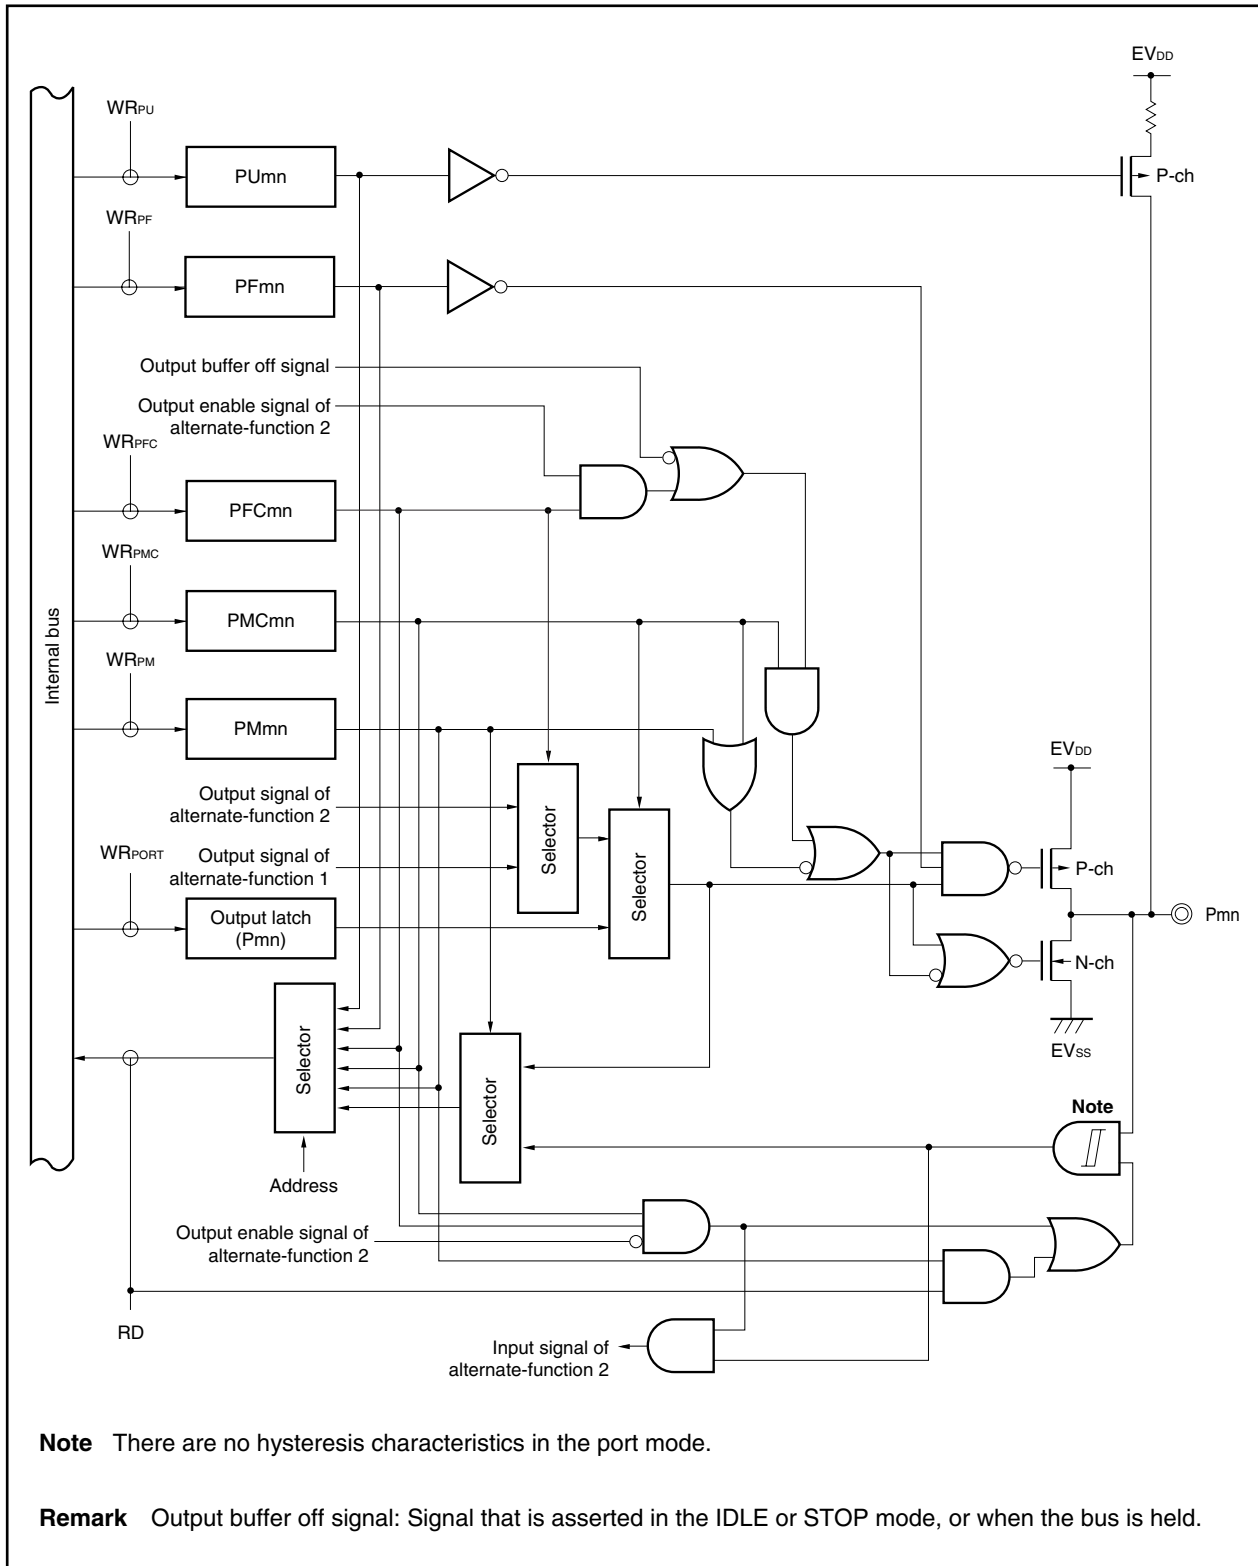 EVDD
WRPU
PUmn
P-ch
WRPF
PFmn
Output buffer off signal
Output enable signal of
alternate-function 2
WRPFC
PFCmn
WRPMC
PMCmn
Internal bus
WRPM
PMmn
EVDD
Output signal of
alternate-function 2
Selector
Selector
WRPORT
Output signal of
alternate-function 1
P-ch
Output latch
(Pmn)
Pmn
N-ch
Selector
Selector
EVSS
Note
Address
Output enable signal of
alternate-function 2
RD
Input signal of
alternate-function 2
Note There are no hysteresis characteristics in the port mode.
Remark Output buffer off signal: Signal that is asserted in the IDLE or STOP mode, or when the bus is held.